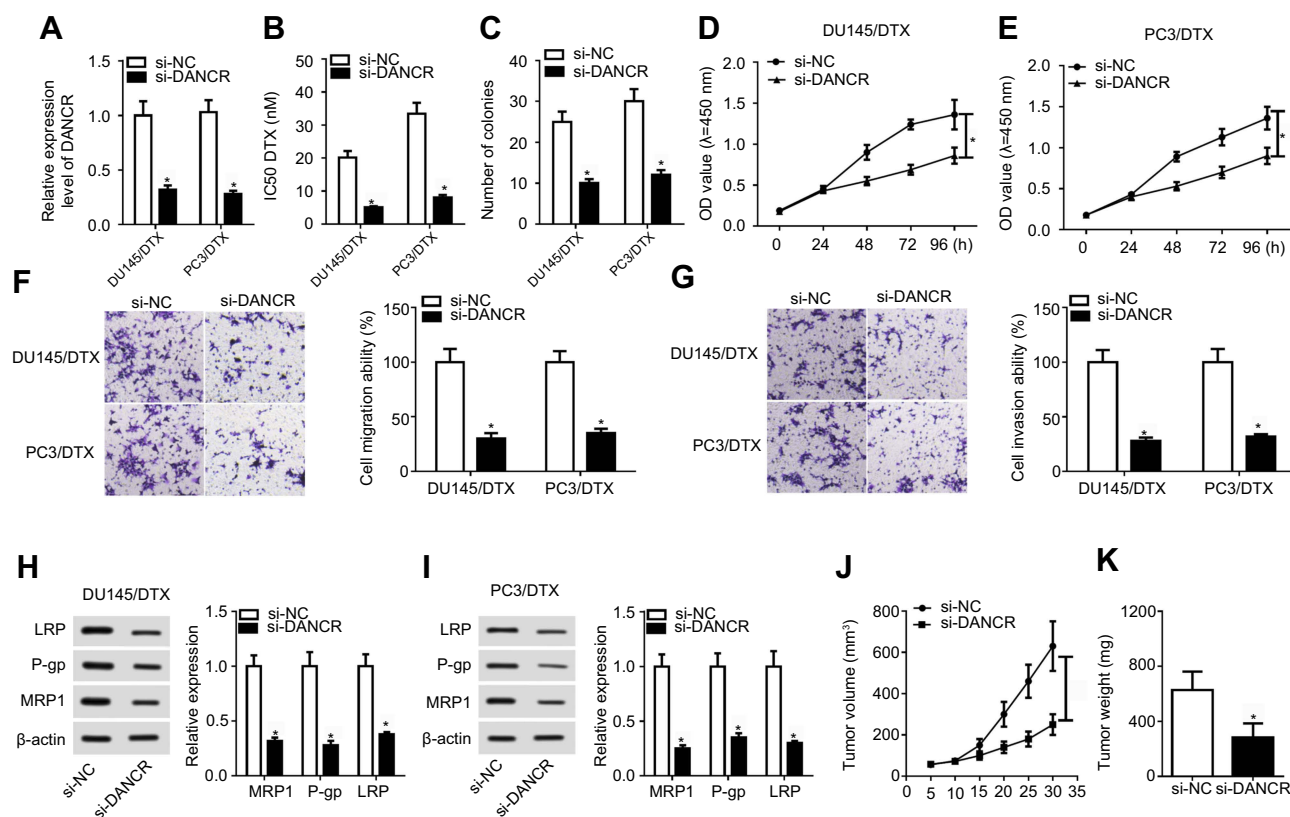 A
si-NC
si-DANCR
Relative expression
level of DANCR
1.5
1.0
0.5
0.0
*
*
DU145/DTX
PC3/DTX
B
si-NC
si-DANCR
IC50 DTX (nM)
50
40
30
20
10
0
*
*
DU145/DTX
PC3/DTX
C
si-NC
si-DANCR
Number of colonies
40
30
20
10
0
*
*
DU145/DTX
PC3/DTX
D
DU145/DTX
si-NC
si-DANCR
OD value (λ=450 nm)
2.0
1.5
1.0
0.5
0.0
*
0 24 48 72 96 (h)
E
PC3/DTX
si-NC
si-DANCR
OD value (λ=450 nm)
2.0
1.5
1.0
0.5
0.0
*
0 24 48 72 96 (h)
F
si-NC si-DANCR
DU145/DTX
PC3/DTX
si-NC
si-DANCR
Cell migration ability (%)
150
100
50
0
*
*
DU145/DTX PC3/DTX
G
si-NC si-DANCR
DU145/DTX
PC3/DTX
si-NC
si-DANCR
Cell invasion ability (%)
150
100
50
0
*
*
DU145/DTX PC3/DTX
H
DU145/DTX
LRP
P-gp
MRP1
β-actin
si-NC
si-DANCR
si-NC
si-DANCR
Relative expression
1.5
1.0
0.5
0.0
*
*
*
MRP1 P-gp LRP
I
PC3/DTX
LRP
P-gp
MRP1
β-actin
si-NC
si-DANCR
si-NC
si-DANCR
Relative expression
1.5
1.0
0.5
0.0
*
*
*
MRP1 P-gp LRP
J
si-NC
si-DANCR
Tumor volume (mm³)
800
600
400
200
0
*
0 5 10 15 20 25 30 35
K
Tumor weight (mg)
1200
800
400
0
*
si-NC si-DANCR